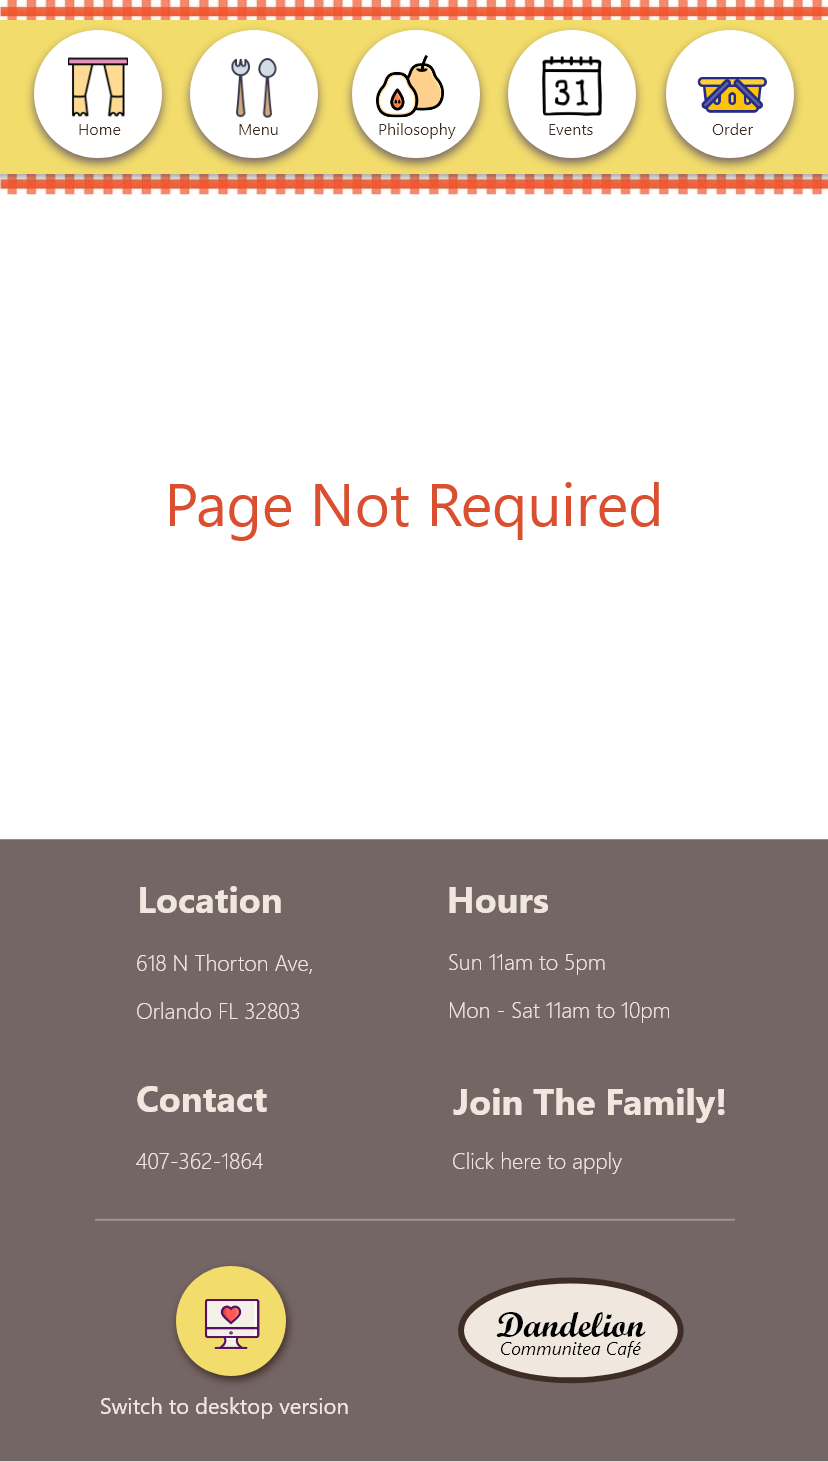 Home
Menu
Philosophy
31
Events
Order
Page Not Required
Location
618 N Thorton Ave,
Orlando FL 32803
Hours
Sun 11am to 5pm
Mon - Sat 11am to 10pm
Contact
407-362-1864
Join The Family!
Click here to apply
Switch to desktop version
Dandelion
Communitea Café